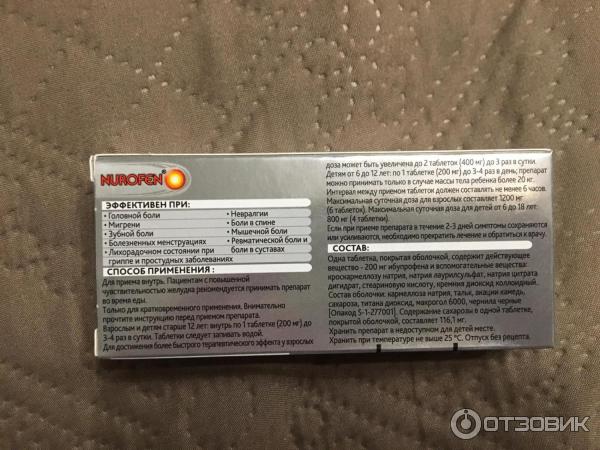 NUROFEN
ЭФФЕКТИВЕН ПРИ:
• Головной боли
• Мигрени
• Зубной боли
• Болезненных менструациях
• Лихорадочном состоянии при
гриппе и простудных заболеваниях
• Невралгии
• Боли в спине
• Мышечной боли
• Ревматической боли и
боли в суставах
СПОСОБ ПРИМЕНЕНИЯ :
Для приема внутрь. Пациентам с повышенной
чувствительностью желудка рекомендуется принимать препарат
во время еды.
Только для кратковременного применения. Внимательно
прочтите инструкцию перед приемом препарата.
Взрослым и детям старше 12 лет: внутрь по 1 таблетке (200 мг) до
3-4 раз в сутки. Таблетки следует запивать водой.
Для достижения более быстрого терапевтического эффекта у взрослых
доза может быть увеличена до 2 таблеток (400 мг) до 3 раз в сутки.
Детям от 6 до 12 лет: по 1 таблетке (200 мг) до 3-4 раз в день; препарат
можно принимать только в случае массы тела ребенка более 20 кг.
Интервал между приемом таблеток должен составлять не менее 6 часов.
Максимальная суточная доза для взрослых составляет 1200 мг
(6 таблеток). Максимальная суточная доза для детей от 6 до 18 лет:
800 мг (4 таблетки).
Если при приеме препарата в течение 2-3 дней симптомы сохраняются
или усиливаются, необходимо прекратить лечение и обратиться к врачу.
СОСТАВ:
Одна таблетка, покрытая оболочкой, содержит действующее
вещество - 200 мг ибупрофена и вспомогательные вещества:
кроскармеллозу натрия, натрия лаурилсульфат, натрия цитрата
дигидрат, стеариновую кислоту, кремния диоксид коллоидный.
Состав оболочки: кармеллоза натрия, тальк, акации камедь,
сахароза, титана диоксид, макрогол 6000, чернила черные
[Опакод S-1-277001]. Содержание сахарозы в одной таблетке,
покрытой оболочкой, составляет 116,1 мг.
Хранить препарат в недоступном для детей месте.
Хранить при температуре не выше 25 °С. Отпуск без рецепта.
ОТЗОВИК